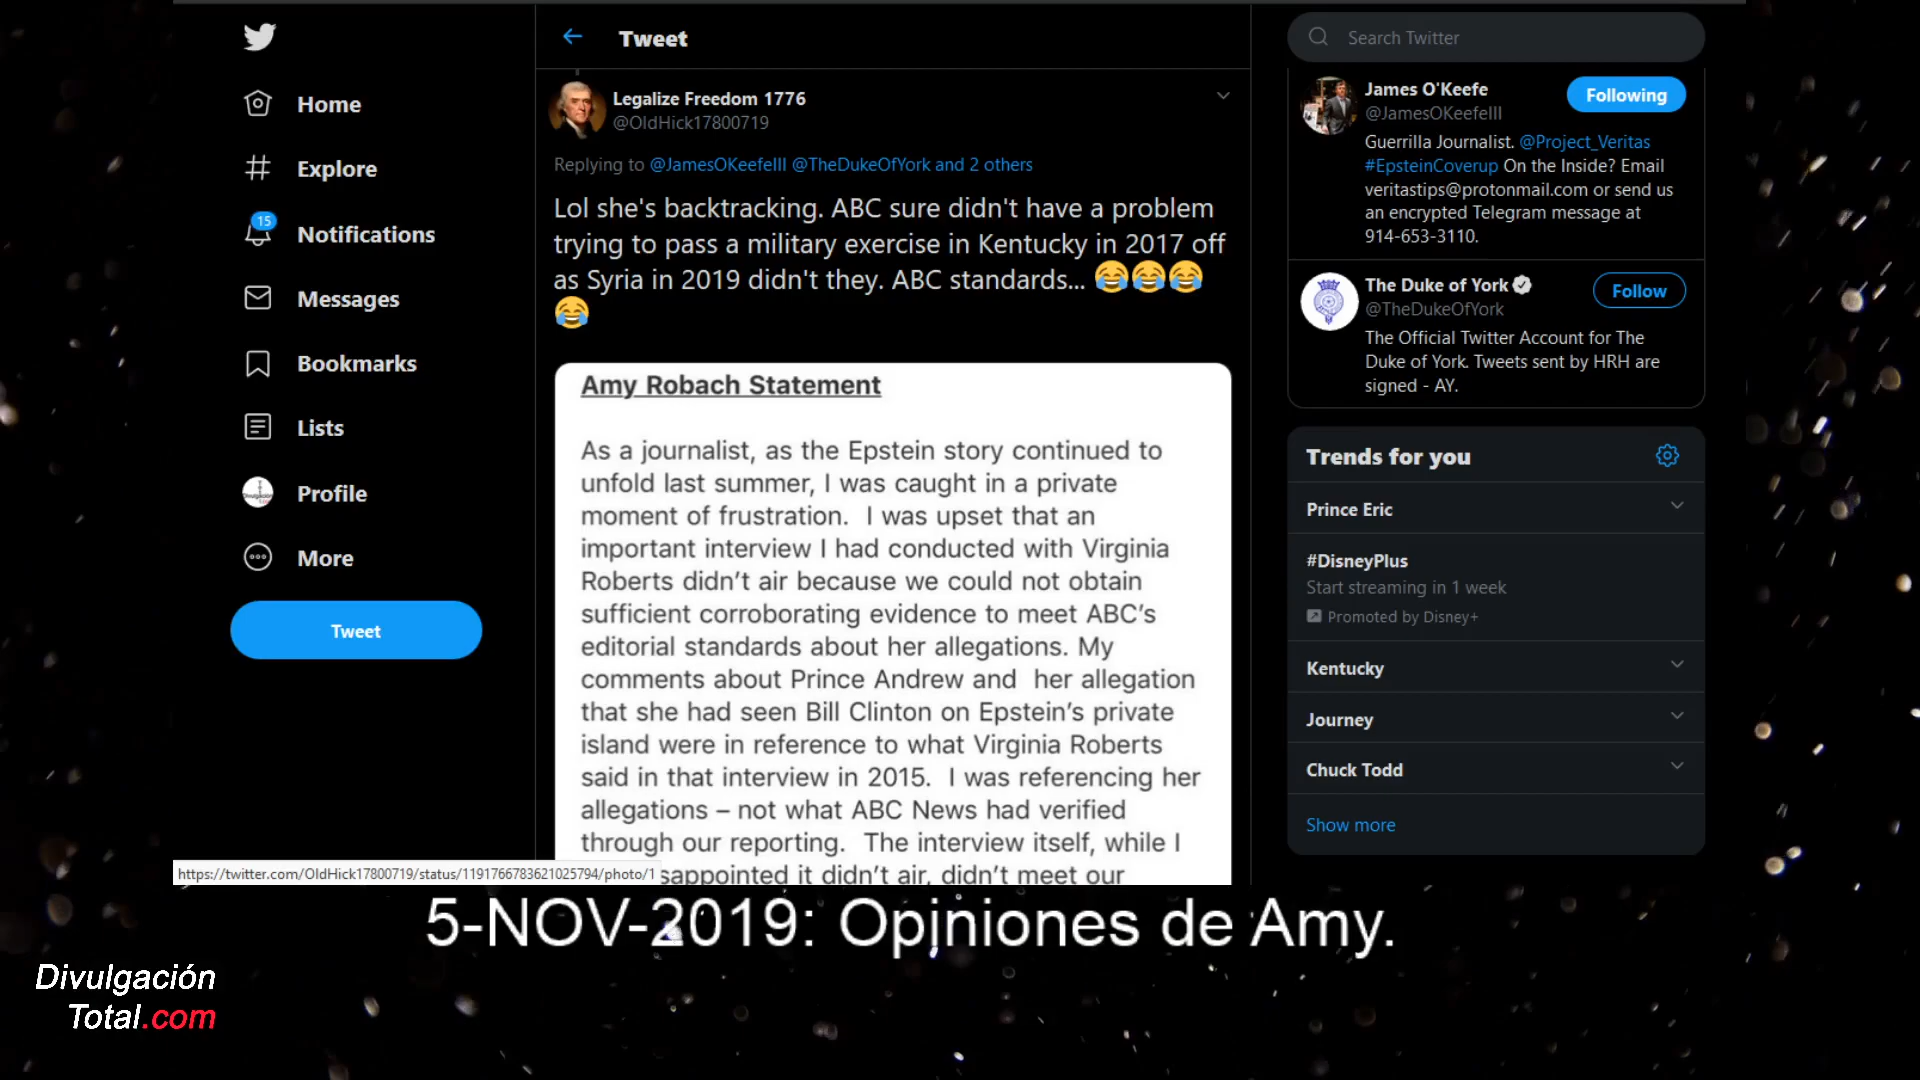 Home
Explore
15
Notifications
Messages
Bookmarks
Lists
Profile
More
Tweet
Tweet
Legalize Freedom 1776
@OldHick17800719
Replying to @JamesOKeefeIII @TheDukeOfYork and 2 others
Lol she's backtracking. ABC sure didn't have a problem
trying to pass a military exercise in Kentucky in 2017 off
as Syria in 2019 didn't they. ABC standards... 😂😂😂
😂
Amy Robach Statement
As a journalist, as the Epstein story continued to
unfold last summer, I was caught in a private
moment of frustration.  I was upset that an
important interview I had conducted with Virginia
Roberts didn’t air because we could not obtain
sufficient corroborating evidence to meet ABC’s
editorial standards about her allegations. My
comments about Prince Andrew and  her allegation
that she had seen Bill Clinton on Epstein’s private
island were in reference to what Virginia Roberts
said in that interview in 2015.  I was referencing her
allegations – not what ABC News had verified
through our reporting.  The interview itself, while I
sappointed it didn’t air, didn’t meet our
https://twitter.com/OldHick17800719/status/1191766783621025794/photo/1
Search Twitter
James O'Keefe
@JamesOKeefeIII
Following
Guerrilla Journalist. @Project_Veritas
#EpsteinCoverup On the Inside? Email
veritastips@protonmail.com or send us
an encrypted Telegram message at
914-653-3110.
The Duke of York
@TheDukeOfYork
Follow
The Official Twitter Account for The
Duke of York. Tweets sent by HRH are
signed - AY.
Trends for you
Prince Eric
#DisneyPlus
Start streaming in 1 week
Promoted by Disney+
Kentucky
Journey
Chuck Todd
Show more
5-NOV-2019: Opiniones de Amy.
Divulgación
Total.com